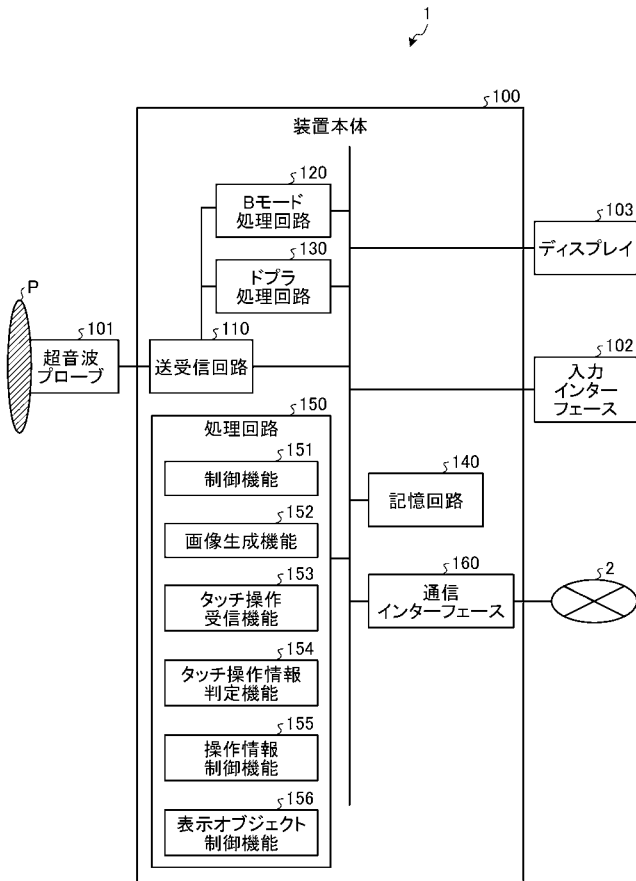 1
100
装置本体
120
Bモード
処理回路
103
ディスプレイ
130
ドプラ
処理回路
P
101
超音波
プローブ
110
送受信回路
102
入力
インター
フェース
150
処理回路
151
制御機能
140
記憶回路
152
画像生成機能
160
通信
インターフェース
2
153
タッチ操作
受信機能
154
タッチ操作情報
判定機能
155
操作情報
制御機能
156
表示オブジェクト
制御機能